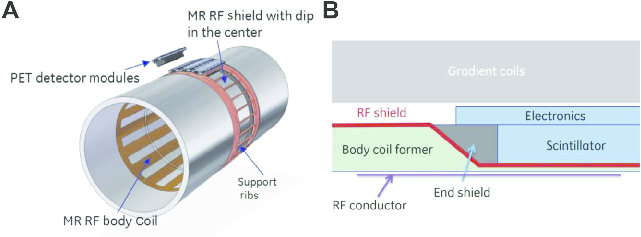 A
MR RF shield with dip
in the center
PET detector modules
Support
ribs
MR RF body Coil
B
Gradient coils
RF shield
Electronics
Body coil former
Scintillator
End shield
RF conductor